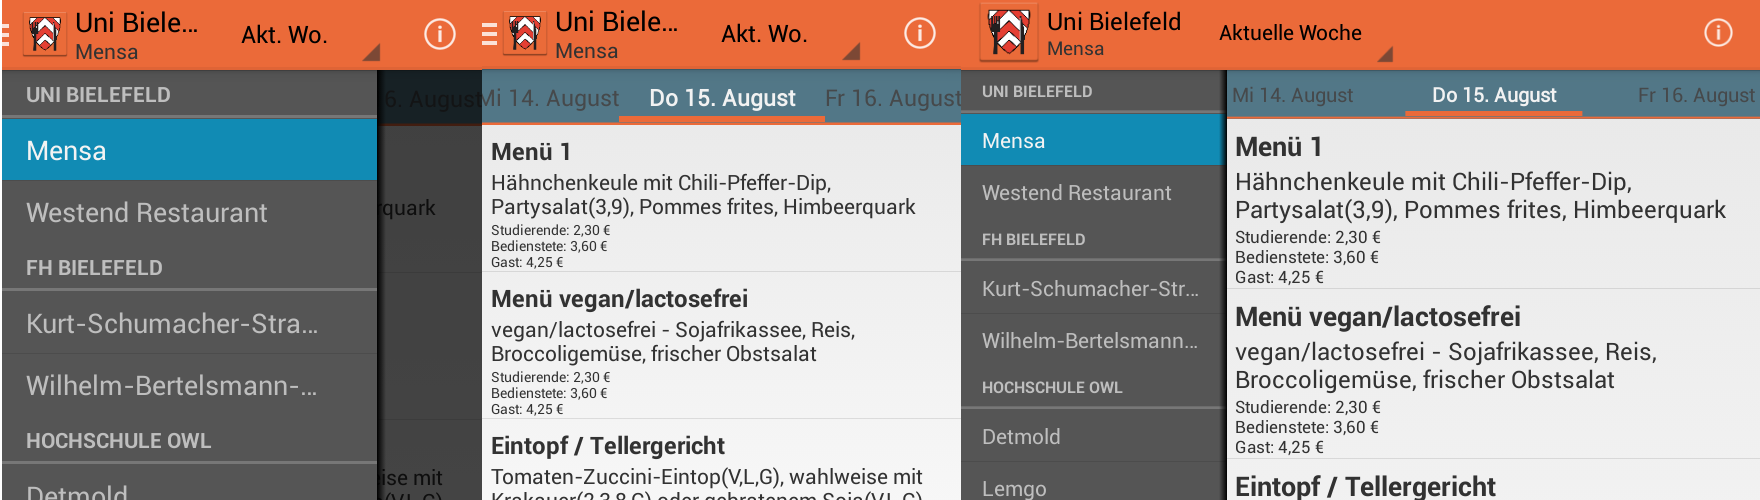 Uni Biele...
Mensa
Akt. Wo.
UNI BIELEFELD
Mensa
Westend Restaurant
FH BIELEFELD
Kurt-Schumacher-Stra...
Wilhelm-Bertelsmann-...
HOCHSCHULE OWL
Detmold
6. August
rquark
ise mit
Uni Biele...
Mensa
Akt. Wo.
Mi 14. August
Do 15. August
Fr 16. August
Menü 1
Hähnchenkeule mit Chili-Pfeffer-Dip,
Partysalat(3,9), Pommes frites, Himbeerquark
Studierende: 2,30 €
Bedienstete: 3,60 €
Gast: 4,25 €
Menü vegan/lactosefrei
vegan/lactosefrei - Sojafrikassee, Reis,
Broccoligemüse, frischer Obstsalat
Studierende: 2,30 €
Bedienstete: 3,60 €
Gast: 4,25 €
Eintopf / Tellergericht
Tomaten-Zuccini-Eintop(V,L,G), wahlweise mit
Krakauer(2,3,8,G) oder gebratenem Soja(V,L,G)
Uni Bielefeld
Mensa
Aktuelle Woche
UNI BIELEFELD
Mensa
Westend Restaurant
FH BIELEFELD
Kurt-Schumacher-Str...
Wilhelm-Bertelsmann...
HOCHSCHULE OWL
Detmold
Lemgo
Mi 14. August
Do 15. August
Fr 16. August
Menü 1
Hähnchenkeule mit Chili-Pfeffer-Dip,
Partysalat(3,9), Pommes frites, Himbeerquark
Studierende: 2,30 €
Bedienstete: 3,60 €
Gast: 4,25 €
Menü vegan/lactosefrei
vegan/lactosefrei - Sojafrikassee, Reis,
Broccoligemüse, frischer Obstsalat
Studierende: 2,30 €
Bedienstete: 3,60 €
Gast: 4,25 €
Eintopf / Tellergericht